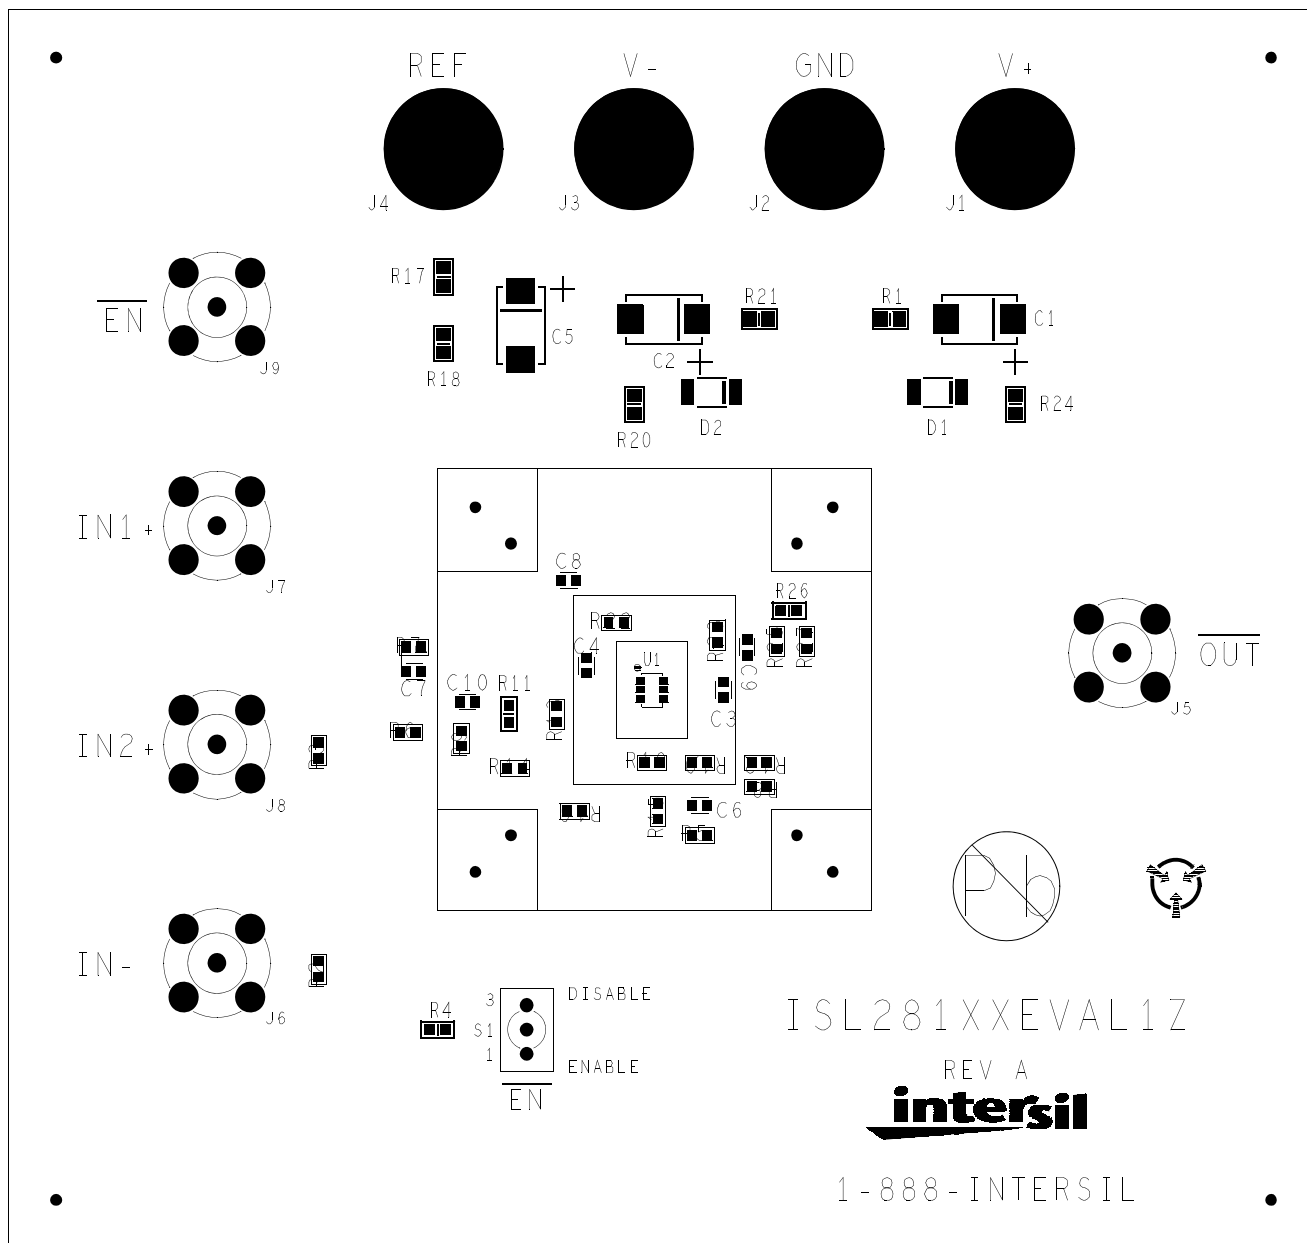 REF V- GND V+
J4 J3 J2 J1
R17 R21 R1
EN C5 C2 C1
J9 R18
R20 D2 D1 R24
IN1+
J7
C8
R26
C4 U1
C7 C10 R11 C9
OUT
C3 J5
IN2+
J8
C6
Pb
IN-
J6
R4 3 DISABLE
S1
1 ENABLE
EN
ISL281XXEVAL1Z
REV A
intersil
1-888-INTERSIL